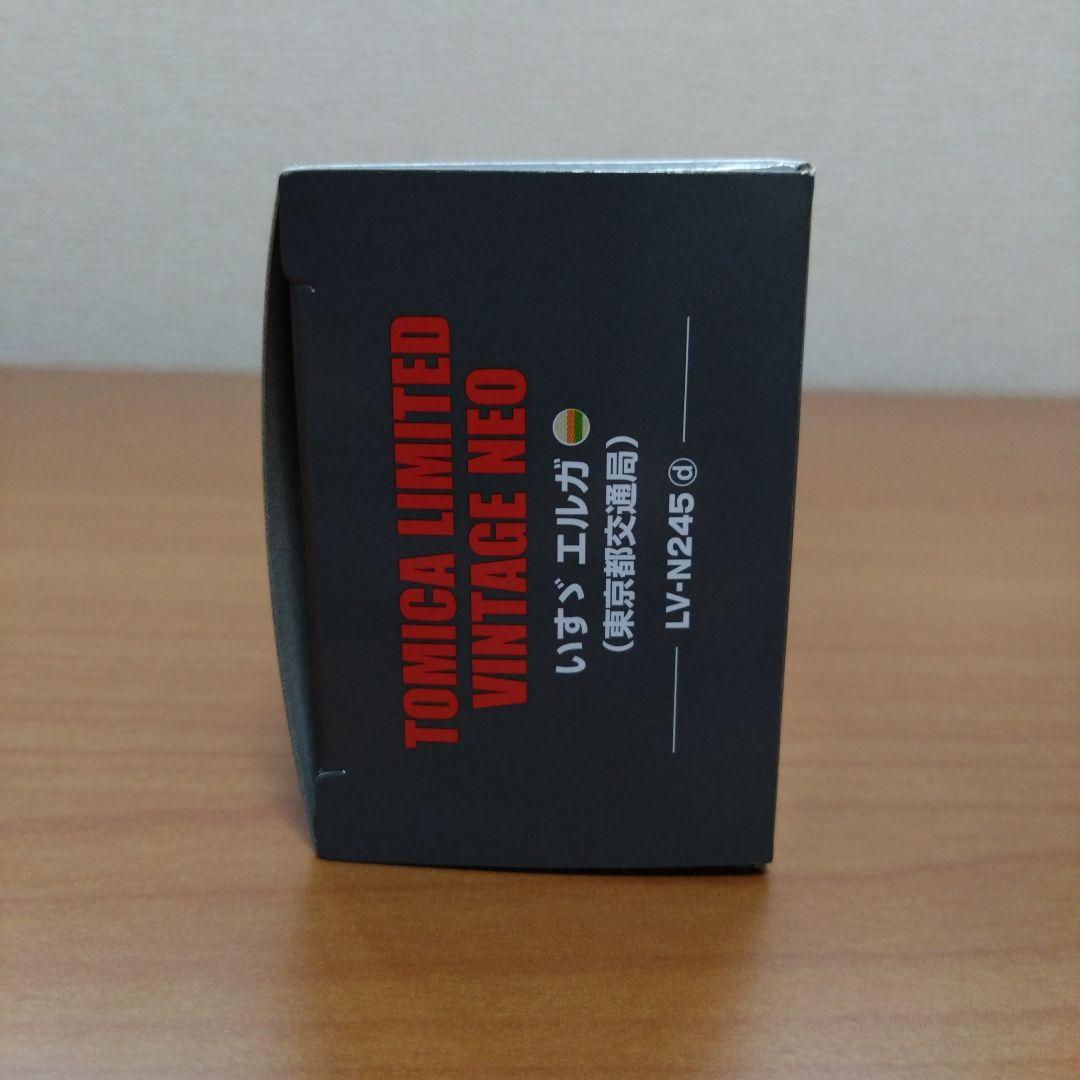 TOMICA LIMITED
VINTAGE NEO
いすゞ エルガ
(東京都交通局)
LV-N245 ⓓ